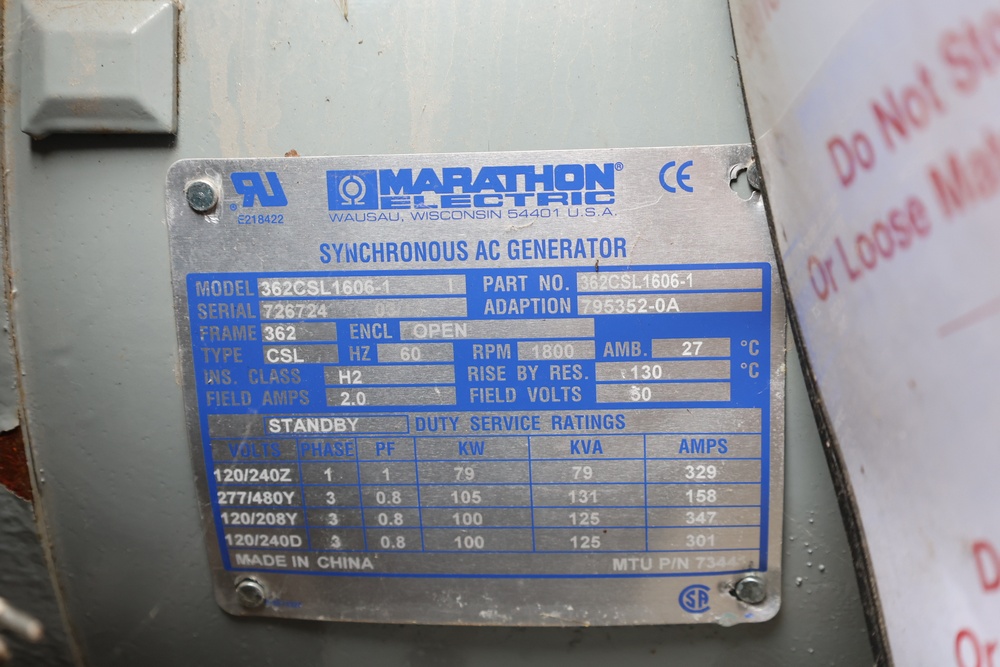 E218422
MARATHON®
ELECTRIC
WAUSAU, WISCONSIN 54401 U.S.A.
CE
SYNCHRONOUS AC GENERATOR
MODEL 362CSL1606-1 I PART NO. 362CSL1606-1
SERIAL 726724 03 ADAPTION 795352-0A
FRAME 362 ENCL OPEN
TYPE CSL HZ 60 RPM 1800 AMB. 27 °C
INS. CLASS H2 RISE BY RES. 130 °C
FIELD AMPS 2.0 FIELD VOLTS 50
STANDBY DUTY SERVICE RATINGS
VOLTS PHASE PF KW KVA AMPS
120/240Z 1 1 79 79 329
277/480Y 3 0.8 105 131 158
120/208Y 3 0.8 100 125 347
120/240D 3 0.8 100 125 301
MADE IN CHINA MTU P/N
Do Not
Or Loose